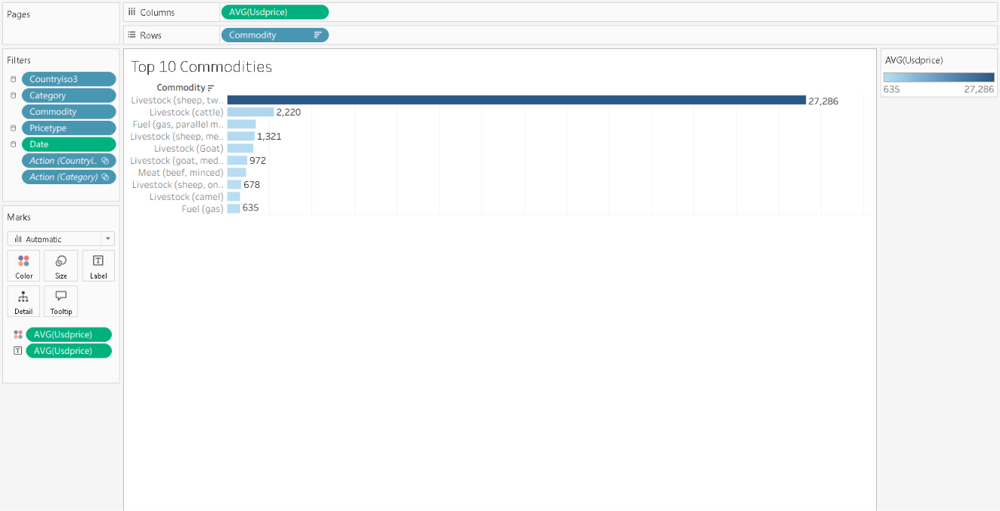 Pages
Columns
AVG(Usdprice)
Rows
Commodity
Filters
Countryiso3
Category
Commodity
Pricetype
Date
Action (Countryi..
Action (Category)
Marks
Automatic
Color
Size
Label
Detail
Tooltip
AVG(Usdprice)
AVG(Usdprice)
Top 10 Commodities
Commodity
Livestock (sheep, tw.. 27,286
Livestock (cattle) 2,220
Fuel (gas, parallel m..
Livestock (sheep, me.. 1,321
Livestock (Goat)
Livestock (goat, med.. 972
Meat (beef, minced)
Livestock (sheep, on.. 678
Livestock (camel)
Fuel (gas) 635
AVG(Usdprice)
635 27,286